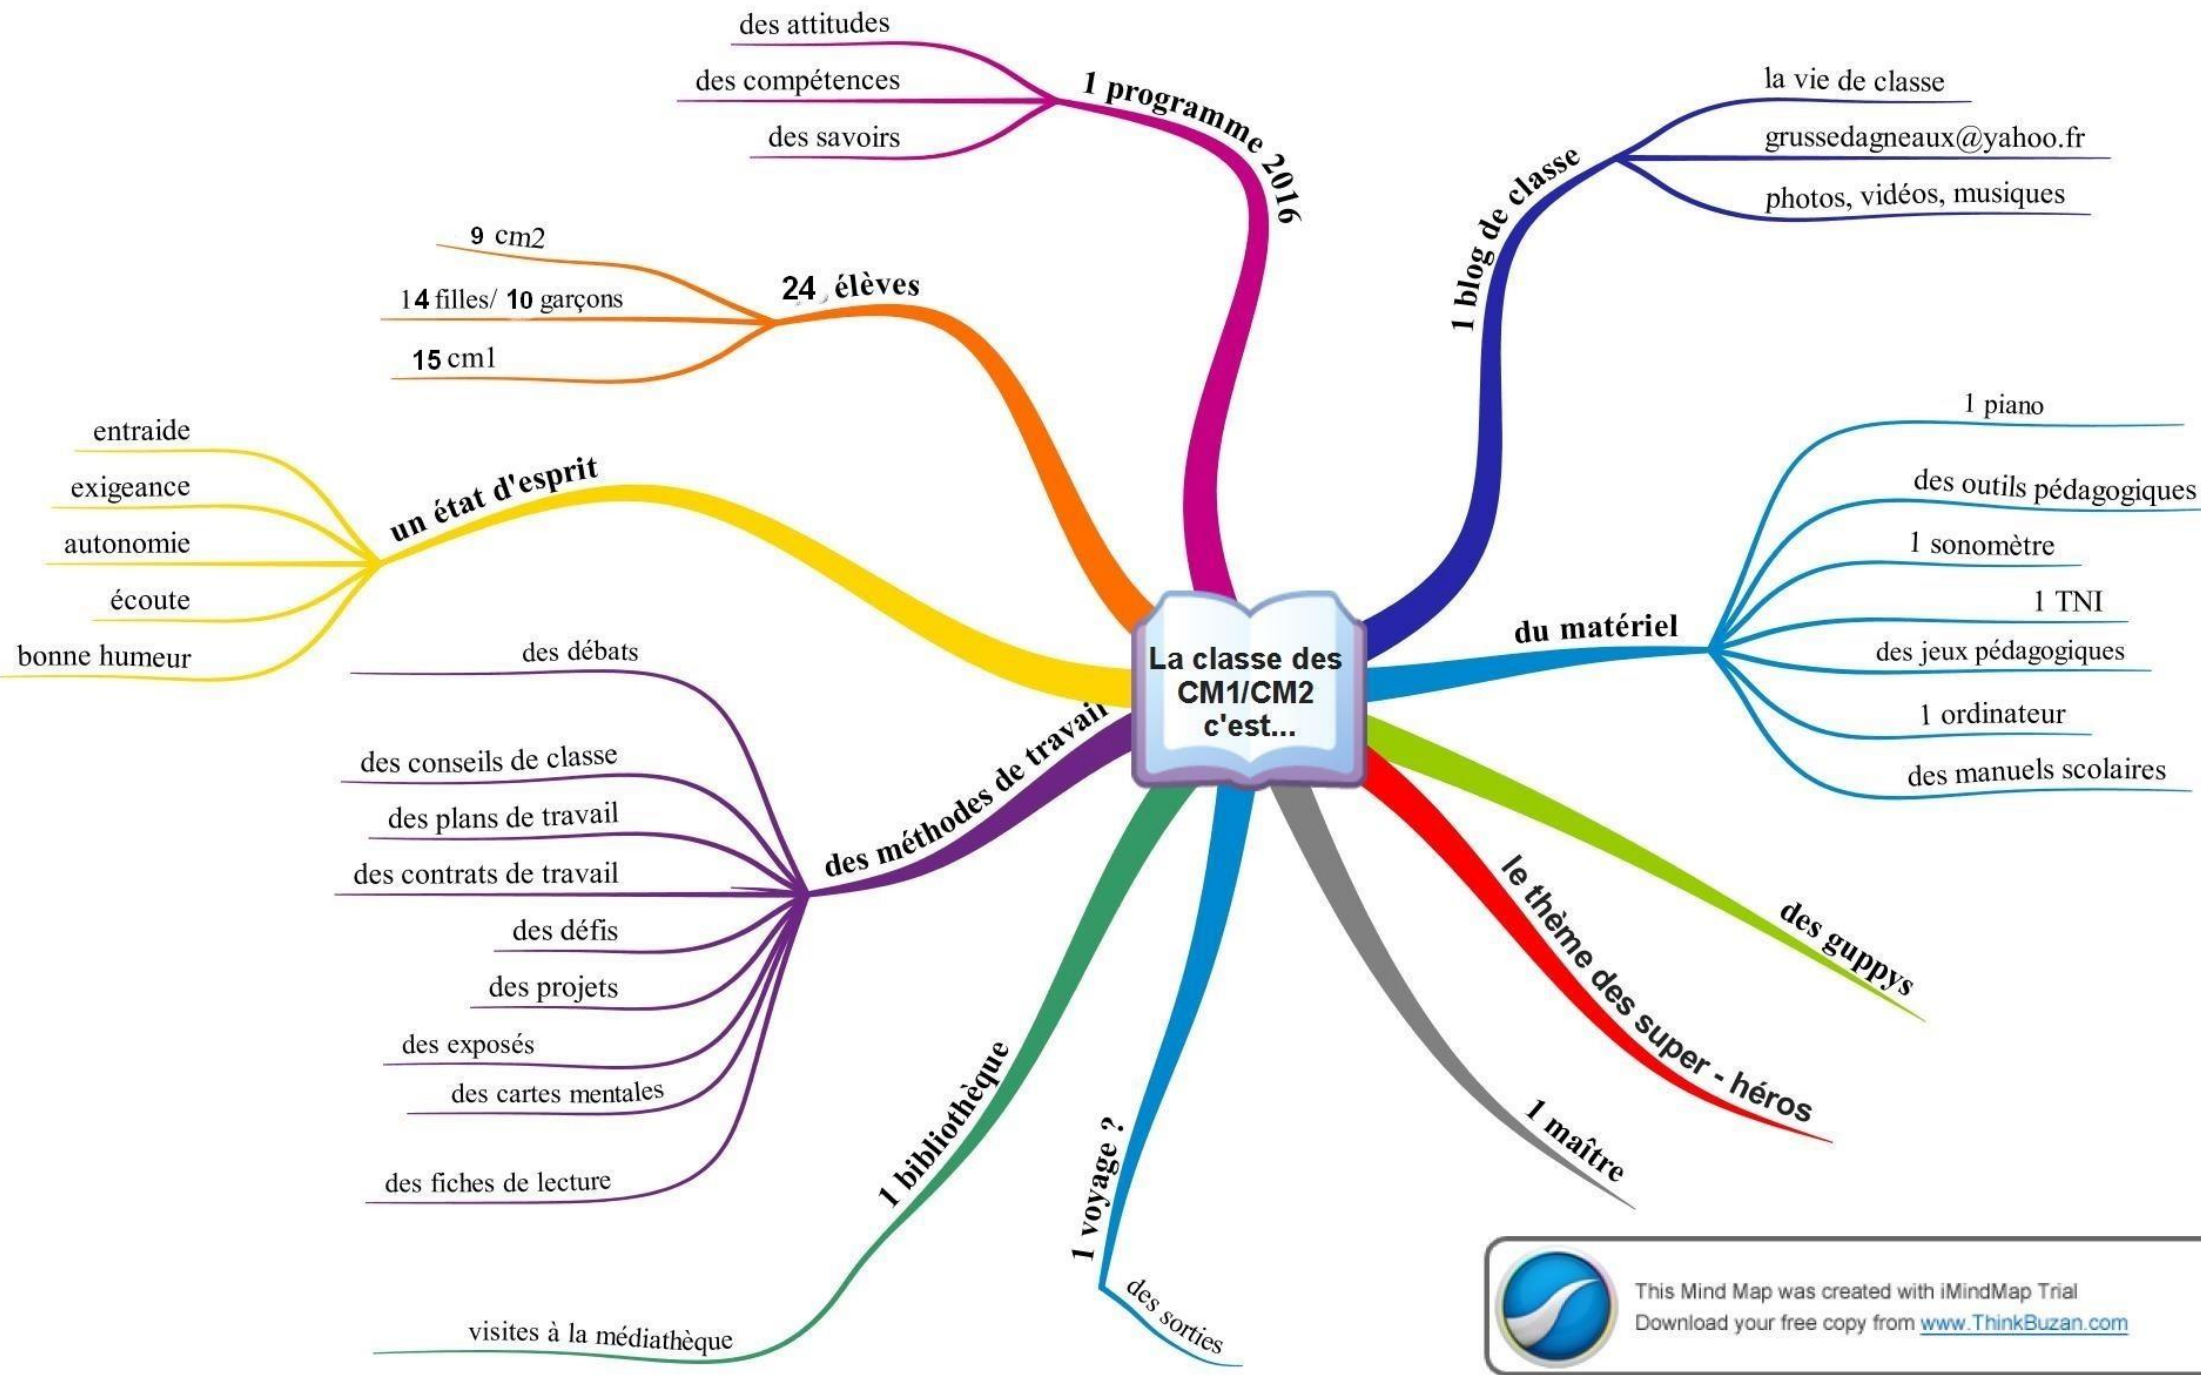 La classe des
CM1/CM2
c'est...
1 programme 2016
des attitudes
des compétences
des savoirs
24 élèves
9 cm2
14 filles/ 10 garçons
15 cm1
un état d'esprit
entraide
exigeance
autonomie
écoute
bonne humeur
des méthodes de travail
des débats
des conseils de classe
des plans de travail
des contrats de travail
des défis
des projets
des exposés
des cartes mentales
des fiches de lecture
1 bibliothèque
visites à la médiathèque
1 voyage ?
des sorties
1 maître
le thème des super - héros
des guppys
du matériel
1 piano
des outils pédagogiques
1 sonomètre
1 TNI
des jeux pédagogiques
1 ordinateur
des manuels scolaires
1 blog de classe
la vie de classe
grussedagneaux@yahoo.fr
photos, vidéos, musiques
This Mind Map was created with iMindMap Trial
Download your free copy from www.ThinkBuzan.com